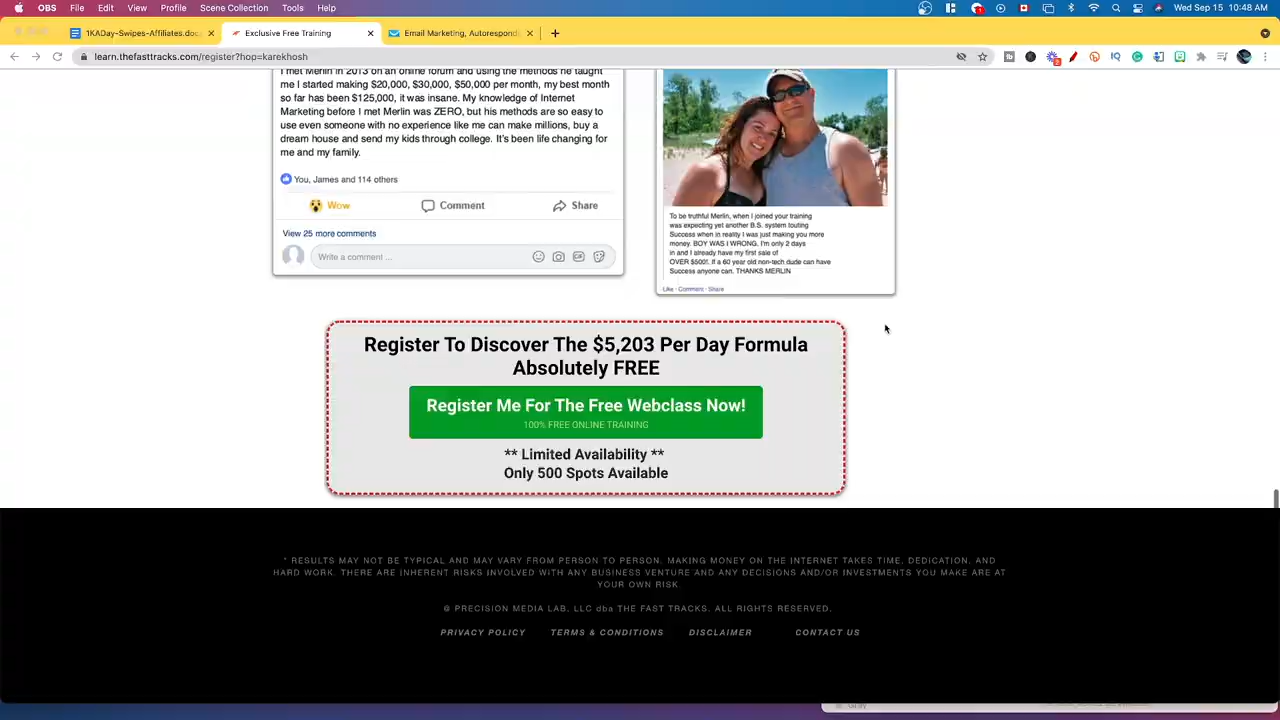 OBS File Edit View Profile Scene Collection Tools Help
Wed Sep 15 10:48 AM
1KADay-Swipes-Affiliates.doc
Exclusive Free Training
Email Marketing, Autoresponde
learn.thefasttracks.com/register?hop=karekhosh
I met Merlin in 2013 on an online forum and using the methods he taught
me I started making $20,000, $30,000, $50,000 per month, my best month
so far has been $125,000, it was insane. My knowledge of Internet
Marketing before I met Merlin was ZERO, but his methods are so easy to
use even someone with no experience like me can make millions, buy a
dream house and send my kids through college. It's been life changing for
me and my family.
You, James and 114 others
Wow Comment Share
View 25 more comments
Write a comment ...
To be truthful Merlin, when I joined your training
was expecting yet another B.S. system touting
Success when in reality I was just making you more
money. BOY WAS I WRONG. I'm only 2 days
in and I already have my first sale of
OVER $500!. If a 60 year old non-tech dude can have
Success anyone can. THANKS MERLIN
Like - Comment - Share
Register To Discover The $5,203 Per Day Formula
Absolutely FREE
Register Me For The Free Webclass Now!
100% FREE ONLINE TRAINING
** Limited Availability **
Only 500 Spots Available
* RESULTS MAY NOT BE TYPICAL AND MAY VARY FROM PERSON TO PERSON. MAKING MONEY ON THE INTERNET TAKES TIME, DEDICATION, AND
HARD WORK. THERE ARE INHERENT RISKS INVOLVED WITH ANY BUSINESS VENTURE AND ANY DECISIONS AND/OR INVESTMENTS YOU MAKE ARE AT
YOUR OWN RISK.
© PRECISION MEDIA LAB, LLC dba THE FAST TRACKS. ALL RIGHTS RESERVED.
PRIVACY POLICY TERMS & CONDITIONS DISCLAIMER CONTACT US